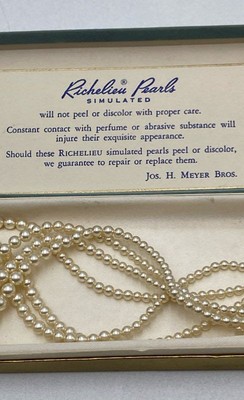 Richelieu® Pearls
SIMULATED
will not peel or discolor with proper care.
Constant contact with perfume or abrasive substance will
injure their exquisite appearance.
Should these RICHELIEU simulated pearls peel or discolor,
we guarantee to repair or replace them.
JOS. H. MEYER BROS.